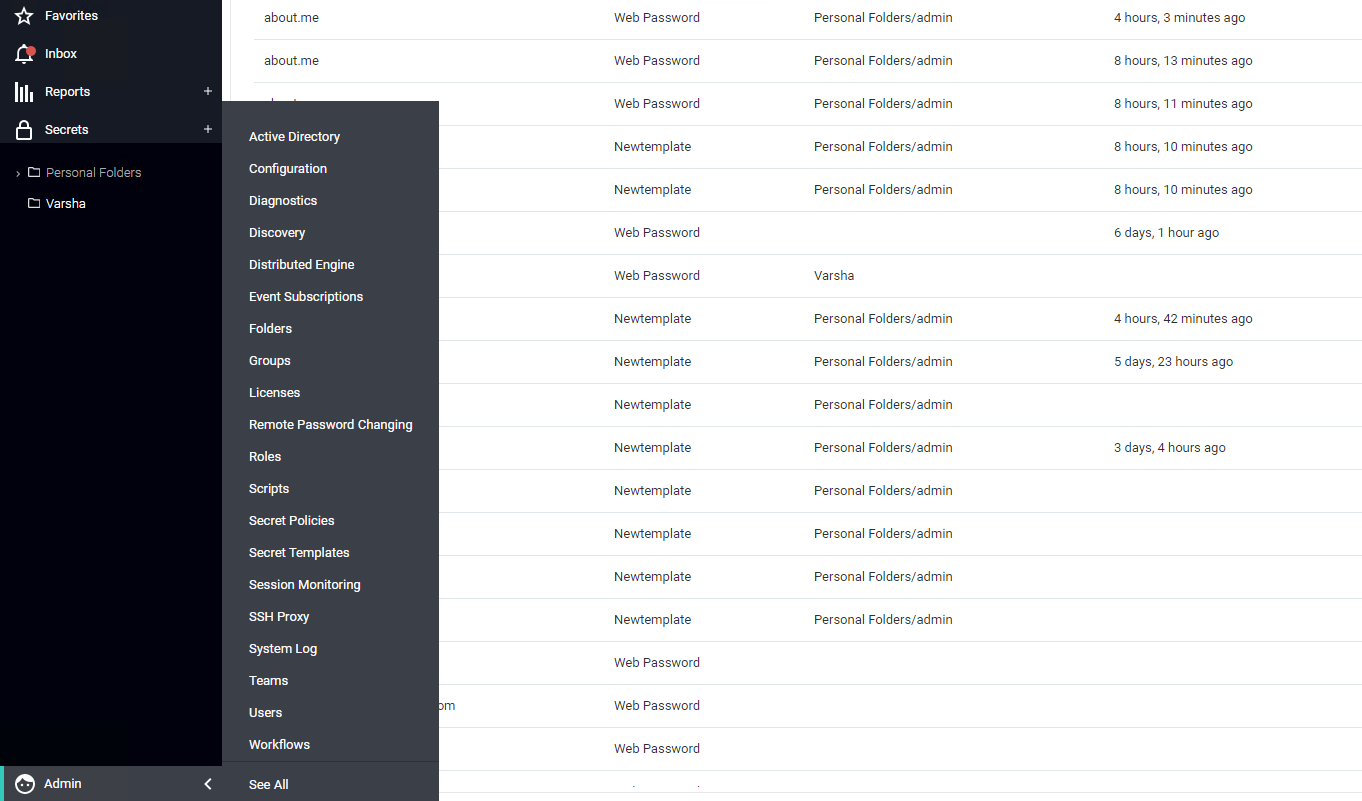 Favorites
Inbox
Reports +
Secrets +
Personal Folders
Varsha
Admin
Active Directory
Configuration
Diagnostics
Discovery
Distributed Engine
Event Subscriptions
Folders
Groups
Licenses
Remote Password Changing
Roles
Scripts
Secret Policies
Secret Templates
Session Monitoring
SSH Proxy
System Log
Teams
Users
Workflows
See All
about.me Web Password Personal Folders/admin 4 hours, 3 minutes ago
about.me Web Password Personal Folders/admin 8 hours, 13 minutes ago
Web Password Personal Folders/admin 8 hours, 11 minutes ago
Newtemplate Personal Folders/admin 8 hours, 10 minutes ago
Newtemplate Personal Folders/admin 8 hours, 10 minutes ago
Web Password 6 days, 1 hour ago
Web Password Varsha
Newtemplate Personal Folders/admin 4 hours, 42 minutes ago
Newtemplate Personal Folders/admin 5 days, 23 hours ago
Newtemplate Personal Folders/admin
Newtemplate Personal Folders/admin 3 days, 4 hours ago
Newtemplate Personal Folders/admin
Newtemplate Personal Folders/admin
Newtemplate Personal Folders/admin
Newtemplate Personal Folders/admin
Web Password
om Web Password
Web Password